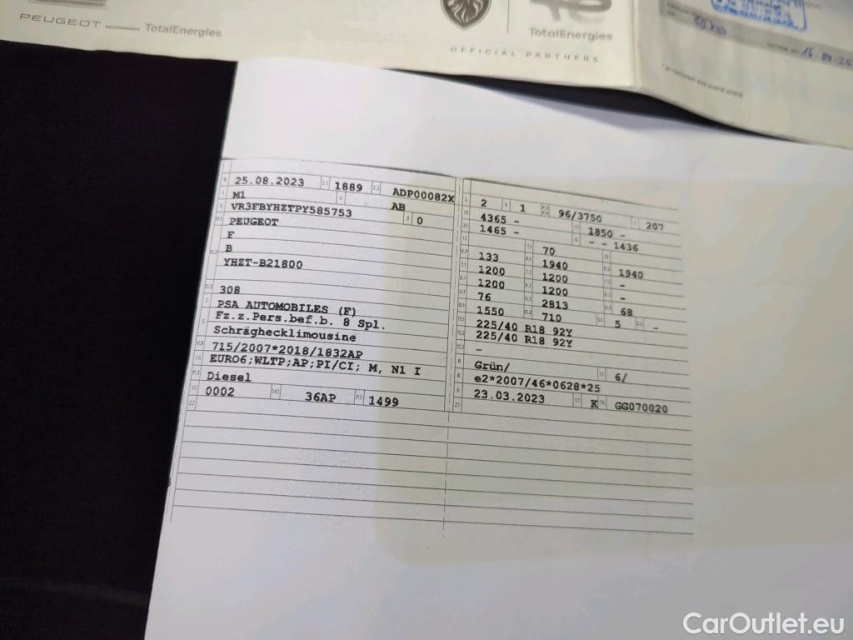 PEUGEOT TotalEnergies
TotalEnergies
OFFICIAL PARTNERS
25.08.2023 1889 ADP00082X
M1 AB
VR3FBYHZTPY585753 0
PEUGEOT
F
B
YHZT-B21800
308
PSA AUTOMOBILES (F)
Fz.z.Pers.bef.b. 8 Spl.
Schräghecklimousine
715/2007*2018/1832AP
EURO6;WLTP;AP;PI/CI; M, N1 I
Diesel
0002 36AP 1499
2 1 96/3750 207
4365 - 1850 -
1465 - - - 1436
70
133 1940 1940
1200 1200 -
1200 1200 -
76 2813 68
1550 710 5 -
225/40 R18 92Y
225/40 R18 92Y
-
Grün/ 6/
e2*2007/46*0628*25
23.03.2023 K GG070020
CarOutlet.eu